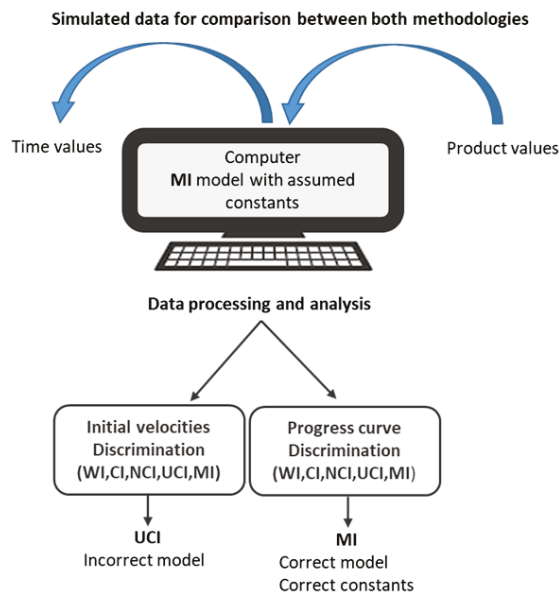 Simulated data for comparison between both methodologies
Time values
Product values
Computer
MI model with assumed
constants
Data processing and analysis
Initial velocities
Discrimination
(WI,CI,NCI,UCI,MI)
Progress curve
Discrimination
(WI,CI,NCI,UCI,MI)
UCI
Incorrect model
MI
Correct model
Correct constants